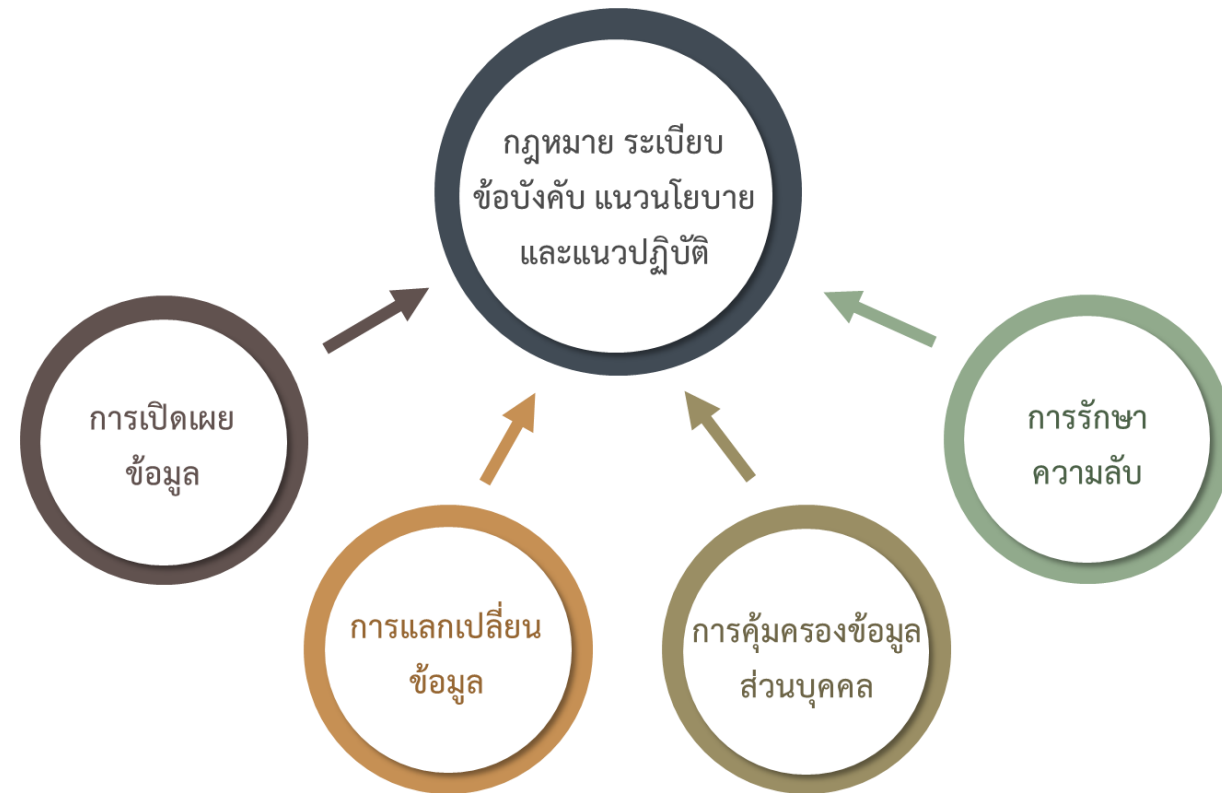 กฎหมาย ระเบียบ
ข้อบังคับ แนวนโยบาย
และแนวปฏิบัติ
การเปิดเผย
ข้อมูล
การแลกเปลี่ยน
ข้อมูล
การคุ้มครองข้อมูล
ส่วนบุคคล
การรักษา
ความลับ